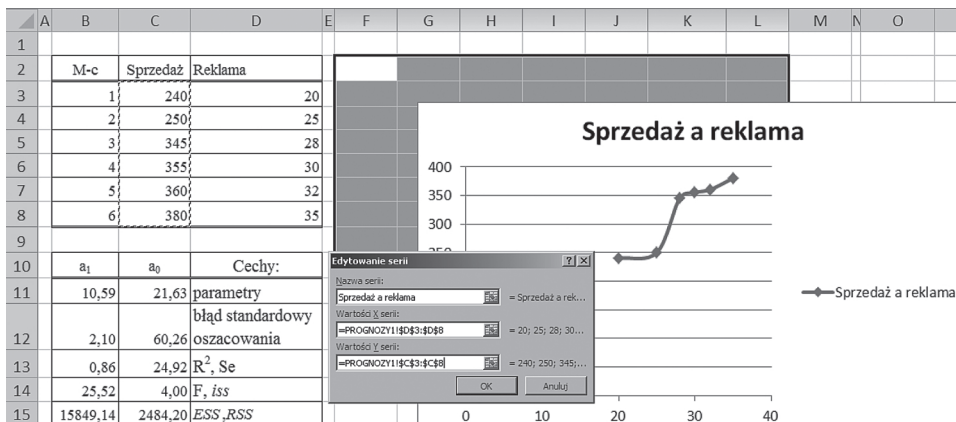 A B C D E F G H I J K L M N O
1
2 M-c Sprzedaż Reklama
3 1 240 20
4 2 250 25
5 3 345 28
6 4 355 30
7 5 360 32
8 6 380 35
9
10 a1 a0 Cechy:
11 10,59 21,63 parametry
12 2,10 60,26 błąd standardowy oszacowania
13 0,86 24,92 R2, Se
14 25,52 4,00 F, iss
15 15849,14 2484,20 ESS ,RSS
Sprzedaż a reklama
400
350
300
250
0 10 20 30 40
Sprzedaż a reklama
Edytowanie serii
Nazwa serii:
Sprzedaż a reklama = Sprzedaż a rek...
Wartości X serii:
=PROGNOZY1!$D$3:$D$8 = 20; 25; 28; 30...
Wartości Y serii:
=PROGNOZY1!$C$3:$C$8 = 240; 250; 345;...
OK Anuluj